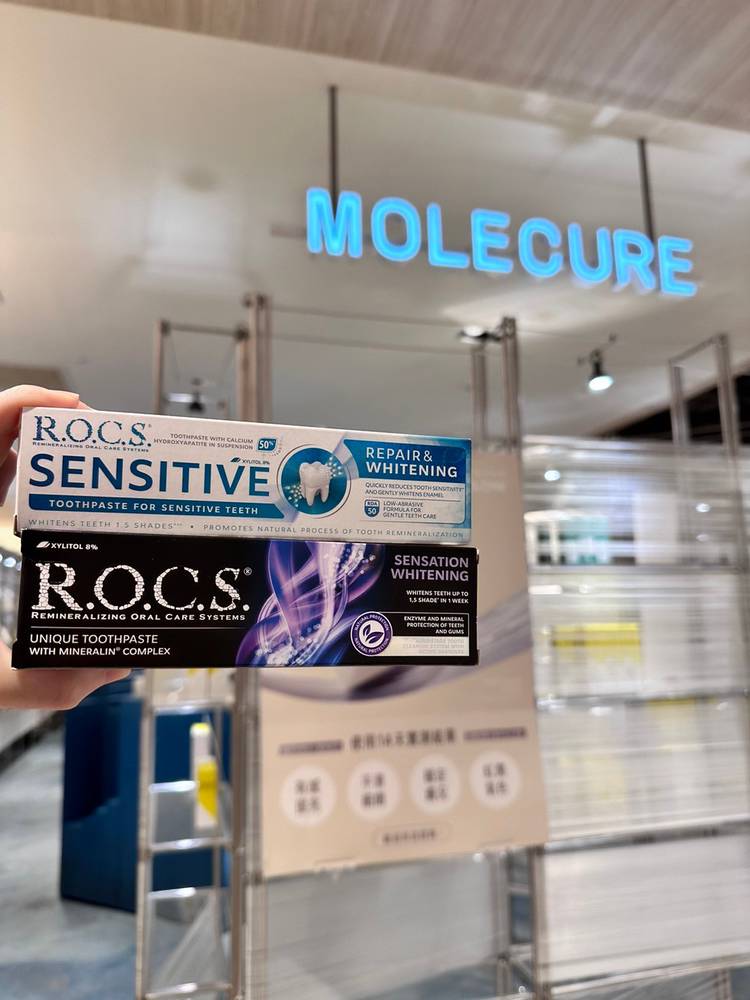 MOLECURE
R.O.C.S.®
REMINERALIZING ORAL CARE SYSTEMS
TOOTHPASTE WITH CALCIUM
HYDROXYAPATITE IN SUSPENSION
50%
XYLITOL 8%
SENSITIVE
TOOTHPASTE FOR SENSITIVE TEETH
REPAIR &
WHITENING
QUICKLY REDUCES TOOTH SENSITIVITY
AND GENTLY WHITENS ENAMEL
RDA
50
LOW-ABRASIVE
FORMULA FOR
GENTLE TEETH CARE
WHITENS TEETH 1.5 SHADES*** • PROMOTES NATURAL PROCESS OF TOOTH REMINERALIZATION
XYLITOL 8%
R.O.C.S.®
REMINERALIZING ORAL CARE SYSTEMS
UNIQUE TOOTHPASTE
WITH MINERALIN® COMPLEX
SENSATION
WHITENING
WHITENS TEETH UP TO
1,5 SHADE* IN 1 WEEK
NATURAL PROTECTION
ENZYME AND MINERAL
PROTECTION OF TEETH
AND GUMS